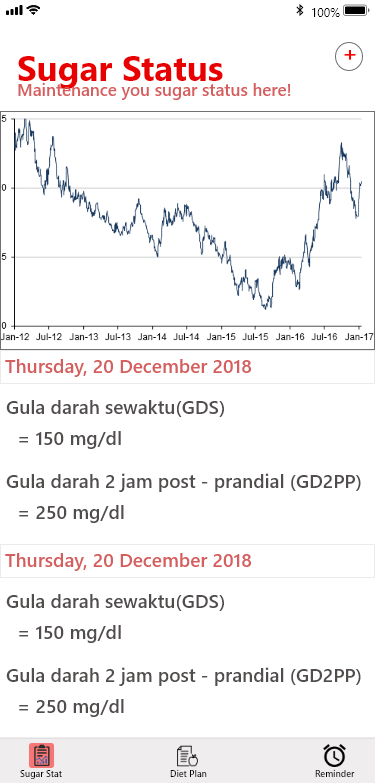 100%
Sugar Status
+
Maintenance you sugar status here!
5
0
5
0
Jan-12 Jul-12 Jan-13 Jul-13 Jan-14 Jul-14 Jan-15 Jul-15 Jan-16 Jul-16 Jan-17
Thursday, 20 December 2018
Gula darah sewaktu(GDS)
= 150 mg/dl
Gula darah 2 jam post - prandial (GD2PP)
= 250 mg/dl
Thursday, 20 December 2018
Gula darah sewaktu(GDS)
= 150 mg/dl
Gula darah 2 jam post - prandial (GD2PP)
= 250 mg/dl
Sugar Stat Diet Plan Reminder